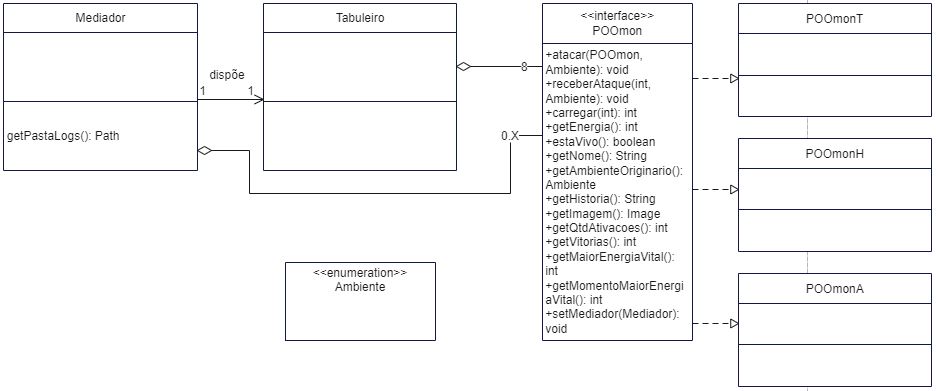 Mediador
getPastaLogs(): Path
dispõe
1
1
Tabuleiro
8
0.X
<<enumeration>>
Ambiente
<<interface>>
POOmon
+atacar(POOmon,
Ambiente): void
+receberAtaque(int,
Ambiente): void
+carregar(int): int
+getEnergia(): int
+estaVivo(): boolean
+getNome(): String
+getAmbienteOriginario():
Ambiente
+getHistoria(): String
+getImagem(): Image
+getQtdAtivacoes(): int
+getVitorias(): int
+getMaiorEnergiaVital():
int
+getMomentoMaiorEnergi
aVital(): int
+setMediador(Mediador):
void
POOmonT
POOmonH
POOmonA